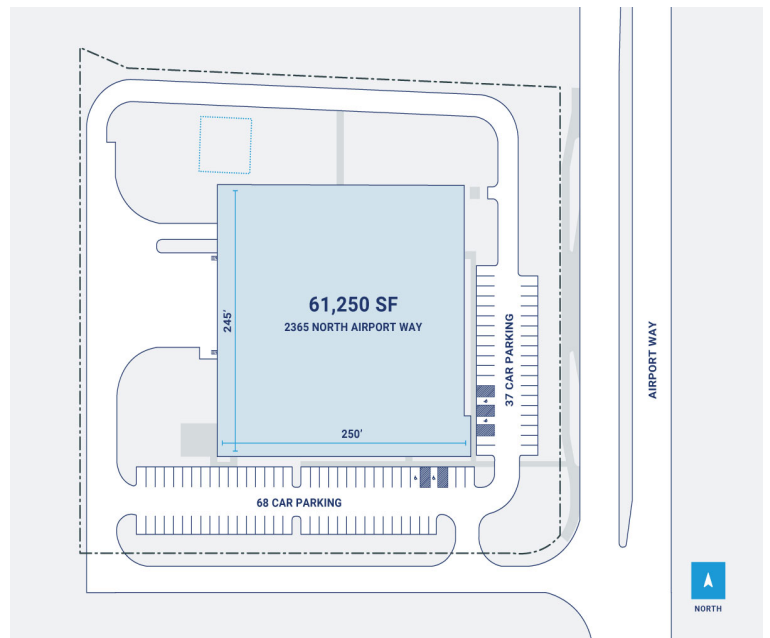 61,250 SF
2365 NORTH AIRPORT WAY
245'
250'
37 CAR PARKING
68 CAR PARKING
AIRPORT WAY
NORTH